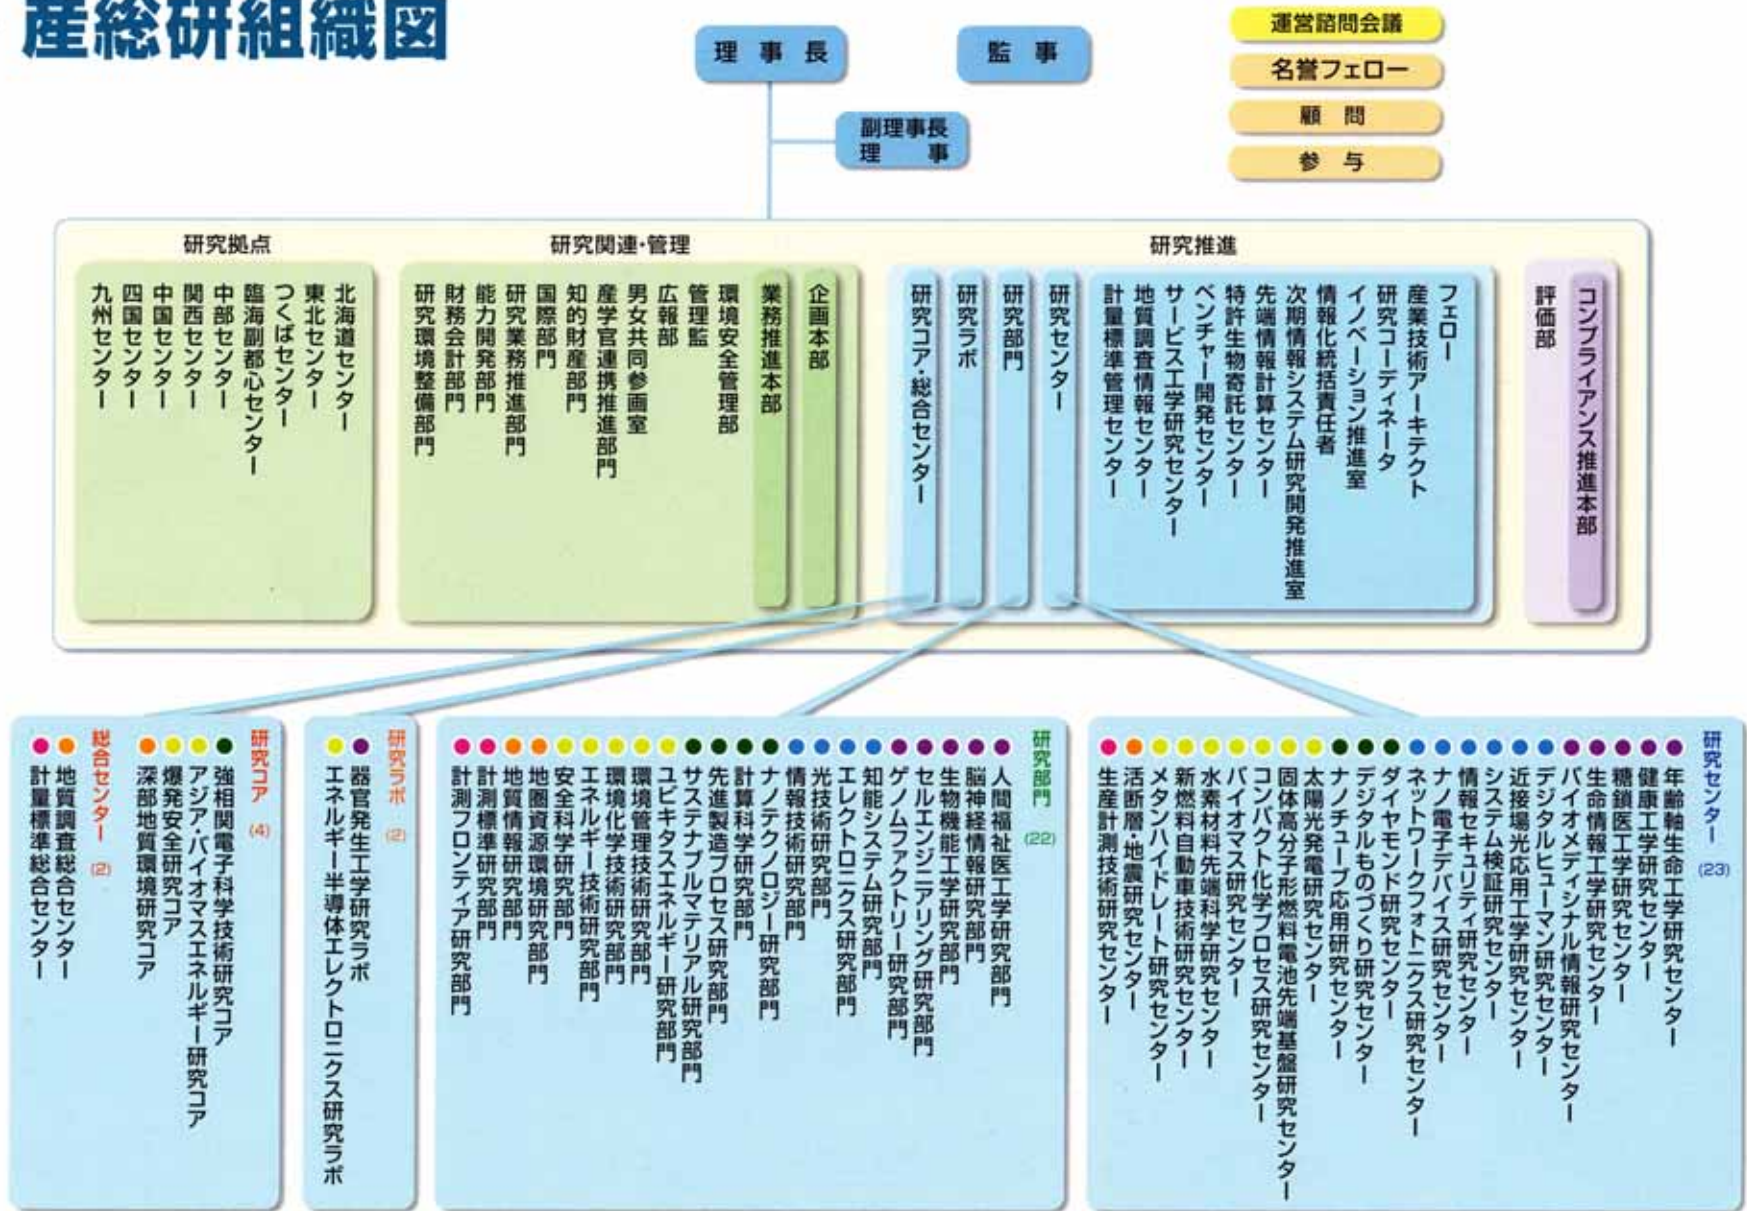 産総研組織図
理事長
監事
運営諮問会議
名誉フェロー
顧問
参与
副理事長
理事
研究拠点
北海道センター
東北センター
つくばセンター
臨海副都心センター
中部センター
関西センター
中国センター
四国センター
九州センター
研究関連・管理
企画本部
業務推進本部
環境安全管理部
管理監
広報部
男女共同参画室
産学官連携推進部門
知的財産部門
国際部門
研究業務推進部門
能力開発部門
財務会計部門
研究環境整備部門
研究推進
フェロー
産業技術アーキテクト
研究コーディネータ
イノベーション推進室
情報化統括責任者
次期情報システム研究開発推進室
先端情報計算センター
特許生物寄託センター
ベンチャー開発センター
サービス工学研究センター
地質調査情報センター
計量標準管理センター
研究センター
研究部門
研究ラボ
研究コア・総合センター
コンプライアンス推進本部
評価部
研究センター (23)
年齢軸生命工学研究センター
健康工学研究センター
糖鎖医工学研究センター
生命情報工学研究センター
バイオメディシナル情報研究センター
デジタルヒューマン研究センター
近接場光応用工学研究センター
システム検証研究センター
情報セキュリティ研究センター
ナノ電子デバイス研究センター
ネットワークフォトニクス研究センター
ダイヤモンド研究センター
デジタルものづくり研究センター
ナノチューブ応用研究センター
太陽光発電研究センター
固体高分子形燃料電池先端基盤研究センター
コンパクト化学プロセス研究センター
バイオマス研究センター
水素材料先端科学研究センター
新燃料自動車技術研究センター
メタンハイドレート研究センター
活断層・地震研究センター
生産計測技術研究センター
研究部門 (22)
人間福祉医工学研究部門
脳神経情報研究部門
生物機能工学研究部門
セルエンジニアリング研究部門
ゲノムファクトリー研究部門
知能システム研究部門
エレクトロニクス研究部門
光技術研究部門
情報技術研究部門
ナノテクノロジー研究部門
計算科学研究部門
先進製造プロセス研究部門
サステナブルマテリアル研究部門
ユビキタスエネルギー研究部門
環境管理技術研究部門
環境化学技術研究部門
エネルギー技術研究部門
安全科学研究部門
地圏資源環境研究部門
地質情報研究部門
計測標準研究部門
計測フロンティア研究部門
研究ラボ (2)
器官発生工学研究ラボ
エネルギー半導体エレクトロニクス研究ラボ
研究コア (4)
強相関電子科学技術研究コア
アジア・バイオマスエネルギー研究コア
爆発安全研究コア
深部地質環境研究コア
総合センター (2)
地質調査総合センター
計量標準総合センター